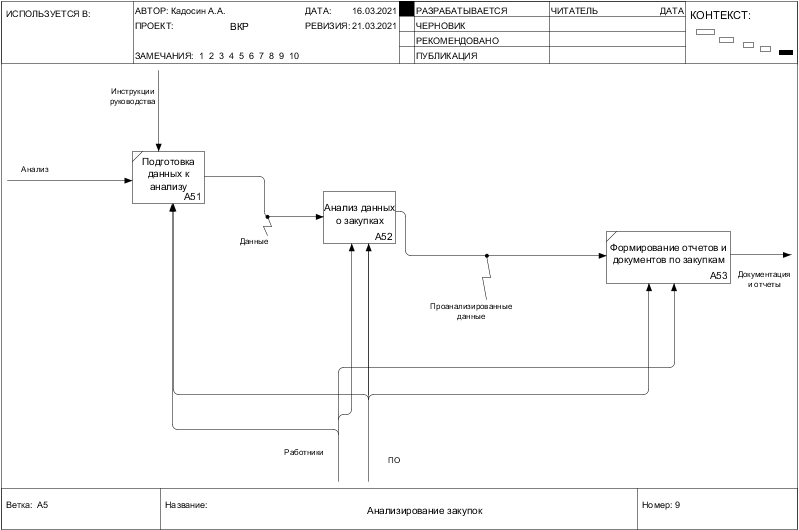 ИСПОЛЬЗУЕТСЯ В:
АВТОР: Кадосин А.А.
ДАТА: 16.03.2021
ПРОЕКТ: ВКР
РЕВИЗИЯ: 21.03.2021
ЗАМЕЧАНИЯ: 1 2 3 4 5 6 7 8 9 10
РАЗРАБАТЫВАЕТСЯ
ЧЕРНОВИК
РЕКОМЕНДОВАНО
ПУБЛИКАЦИЯ
ЧИТАТЕЛЬ ДАТА
КОНТЕКСТ:
Инструкции
руководства
Анализ
Подготовка
данных к
анализу
A51
Данные
Анализ данных
о закупках
A52
Проанализированные
данные
Формирование отчетов и
документов по закупкам
A53
Документация
и отчеты
Работники
ПО
Ветка: A5
Название:
Анализирование закупок
Номер: 9